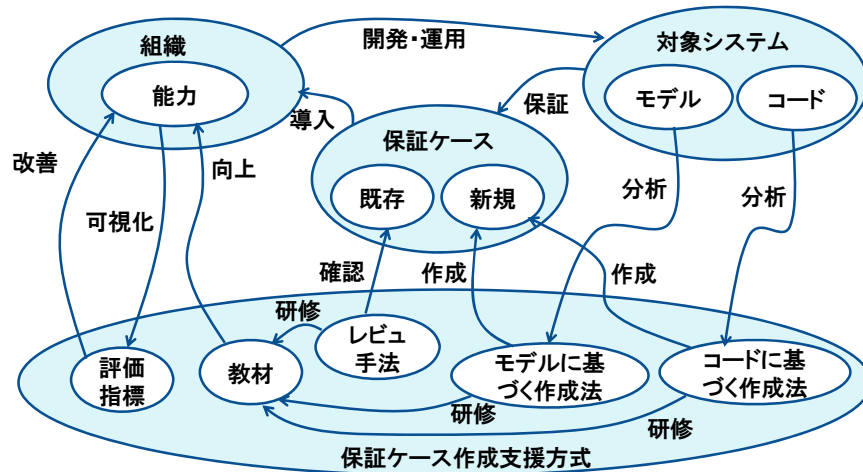 組織
開発・運用
対象システム
能力
モデル
コード
導入
保証
保証ケース
改善
向上
既存
新規
分析
分析
可視化
確認
作成
作成
研修
レビュ
手法
評価
指標
教材
モデルに基
づく作成法
コードに基
づく作成法
研修
研修
保証ケース作成支援方式